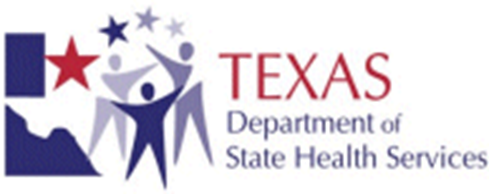 TEXAS
Department of
State Health Services